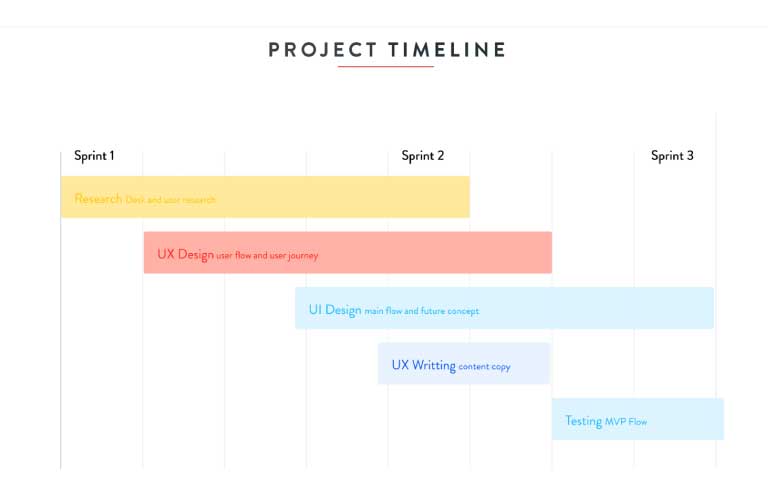 PROJECT TIMELINE
Sprint 1 Sprint 2 Sprint 3
Research Desk and user research
UX Design user flow and user journey
UI Design main flow and future concept
UX Writting content copy
Testing MVP Flow